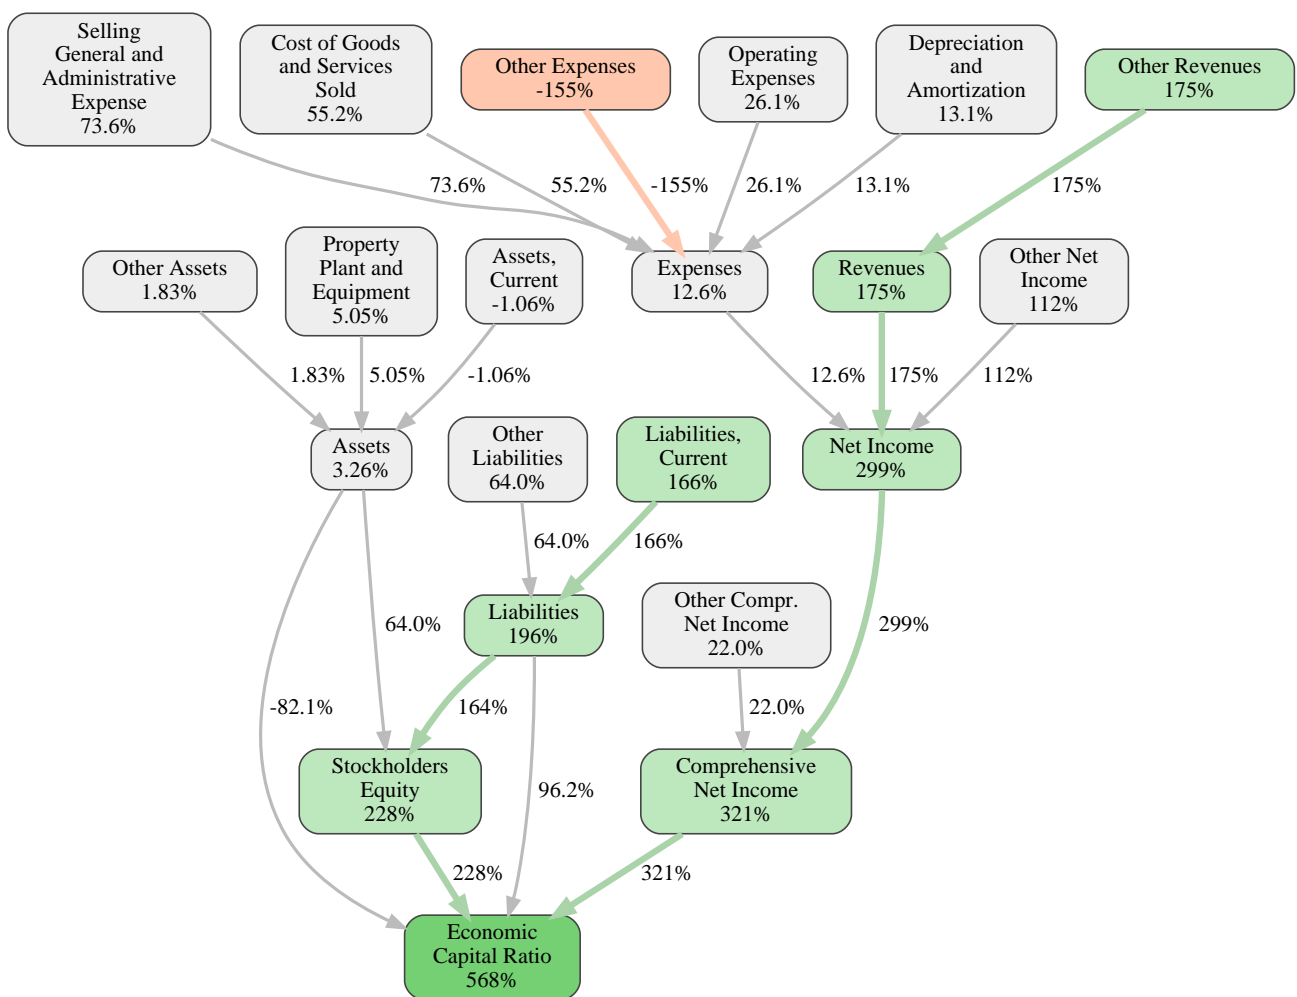 Selling
General and
Administrative
Expense
73.6%
Cost of Goods
and Services
Sold
55.2%
Other Expenses
-155%
Operating
Expenses
26.1%
Depreciation
and
Amortization
13.1%
Other Revenues
175%
73.6%
55.2%
-155%
26.1%
13.1%
175%
Other Assets
1.83%
Property
Plant and
Equipment
5.05%
Assets,
Current
-1.06%
Expenses
12.6%
Revenues
175%
Other Net
Income
112%
1.83%
5.05%
-1.06%
12.6%
175%
112%
Assets
3.26%
Other
Liabilities
64.0%
Liabilities,
Current
166%
Net Income
299%
64.0%
166%
Liabilities
196%
Other Compr.
Net Income
22.0%
64.0%
299%
-82.1%
164%
22.0%
Stockholders
Equity
228%
96.2%
Comprehensive
Net Income
321%
228%
321%
Economic
Capital Ratio
568%